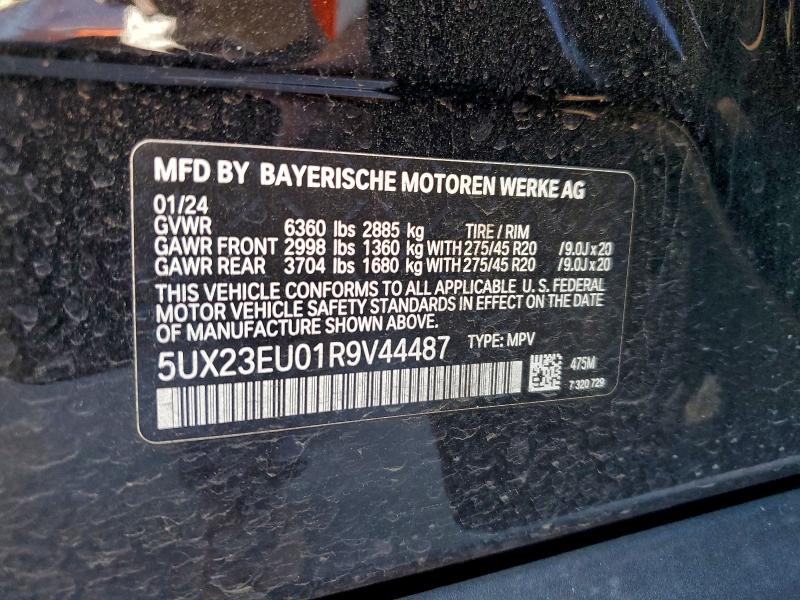 MFD BY BAYERISCHE MOTOREN WERKE AG
01/24
GVWR 6360 lbs 2885 kg TIRE / RIM
GAWR FRONT 2998 lbs 1360 kg WITH 275/45 R20 /9.0J x 20
GAWR REAR 3704 lbs 1680 kg WITH 275/45 R20 /9.0J x 20
THIS VEHICLE CONFORMS TO ALL APPLICABLE U. S. FEDERAL
MOTOR VEHICLE SAFETY STANDARDS IN EFFECT ON THE DATE
OF MANUFACTURE SHOWN ABOVE.
5UX23EU01R9V44487 TYPE: MPV
475M
7 320 729